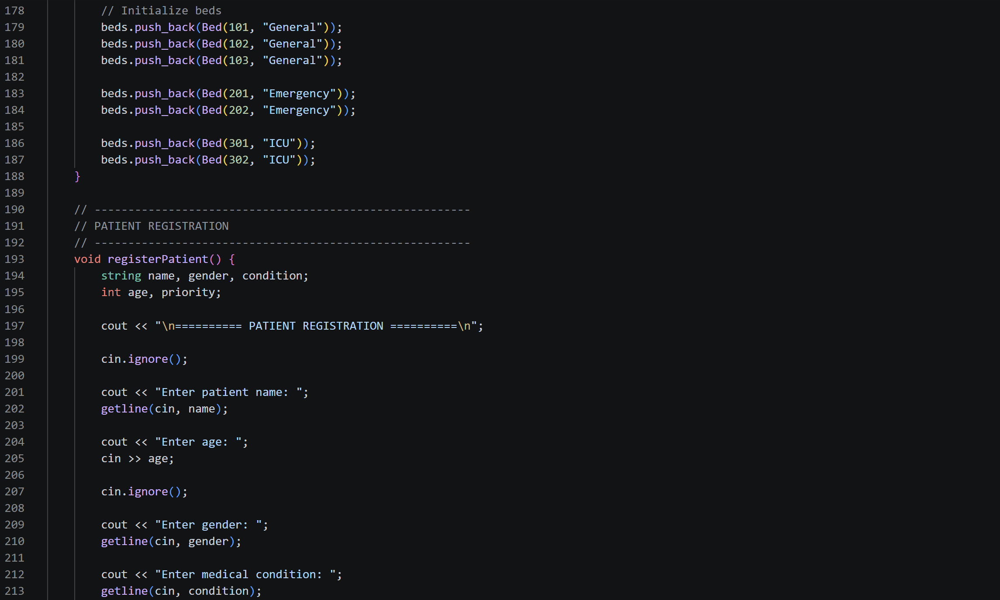 178 // Initialize beds
179 beds.push_back(Bed(101, "General"));
180 beds.push_back(Bed(102, "General"));
181 beds.push_back(Bed(103, "General"));
182
183 beds.push_back(Bed(201, "Emergency"));
184 beds.push_back(Bed(202, "Emergency"));
185
186 beds.push_back(Bed(301, "ICU"));
187 beds.push_back(Bed(302, "ICU"));
188 }
189
190 // --------------------------------------------------------
191 // PATIENT REGISTRATION
192 // --------------------------------------------------------
193 void registerPatient() {
194 string name, gender, condition;
195 int age, priority;
196
197 cout << "\n========== PATIENT REGISTRATION ==========\n";
198
199 cin.ignore();
200
201 cout << "Enter patient name: ";
202 getline(cin, name);
203
204 cout << "Enter age: ";
205 cin >> age;
206
207 cin.ignore();
208
209 cout << "Enter gender: ";
210 getline(cin, gender);
211
212 cout << "Enter medical condition: ";
213 getline(cin, condition);